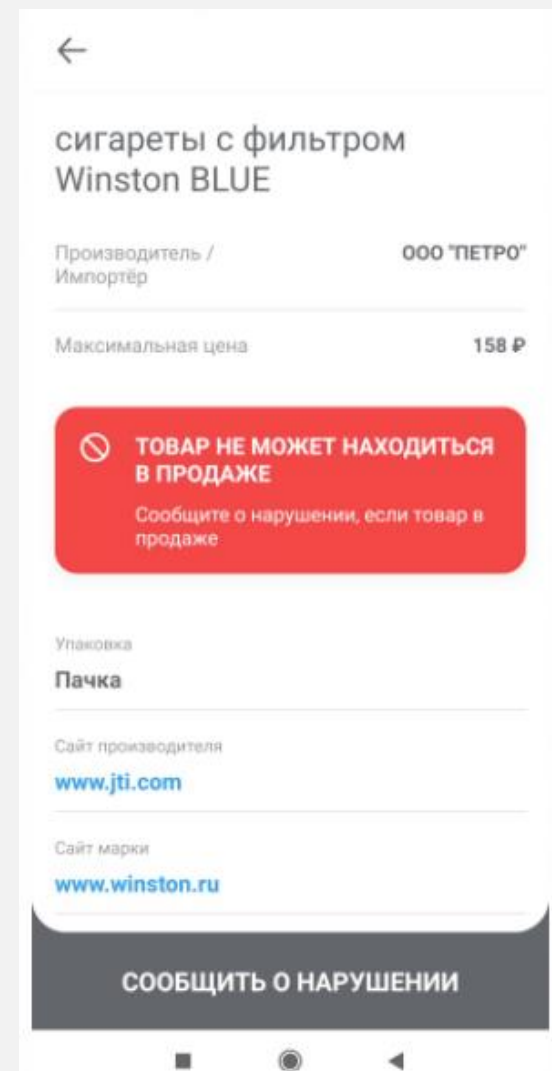 сигареты с фильтром
Winston BLUE
Производитель /
Импортёр
ООО "ПЕТРО"
Максимальная цена
158 ₽
ТОВАР НЕ МОЖЕТ НАХОДИТЬСЯ
В ПРОДАЖЕ
Сообщите о нарушении, если товар в
продаже
Упаковка
Пачка
Сайт производителя
www.jti.com
Сайт марки
www.winston.ru
СООБЩИТЬ О НАРУШЕНИИ